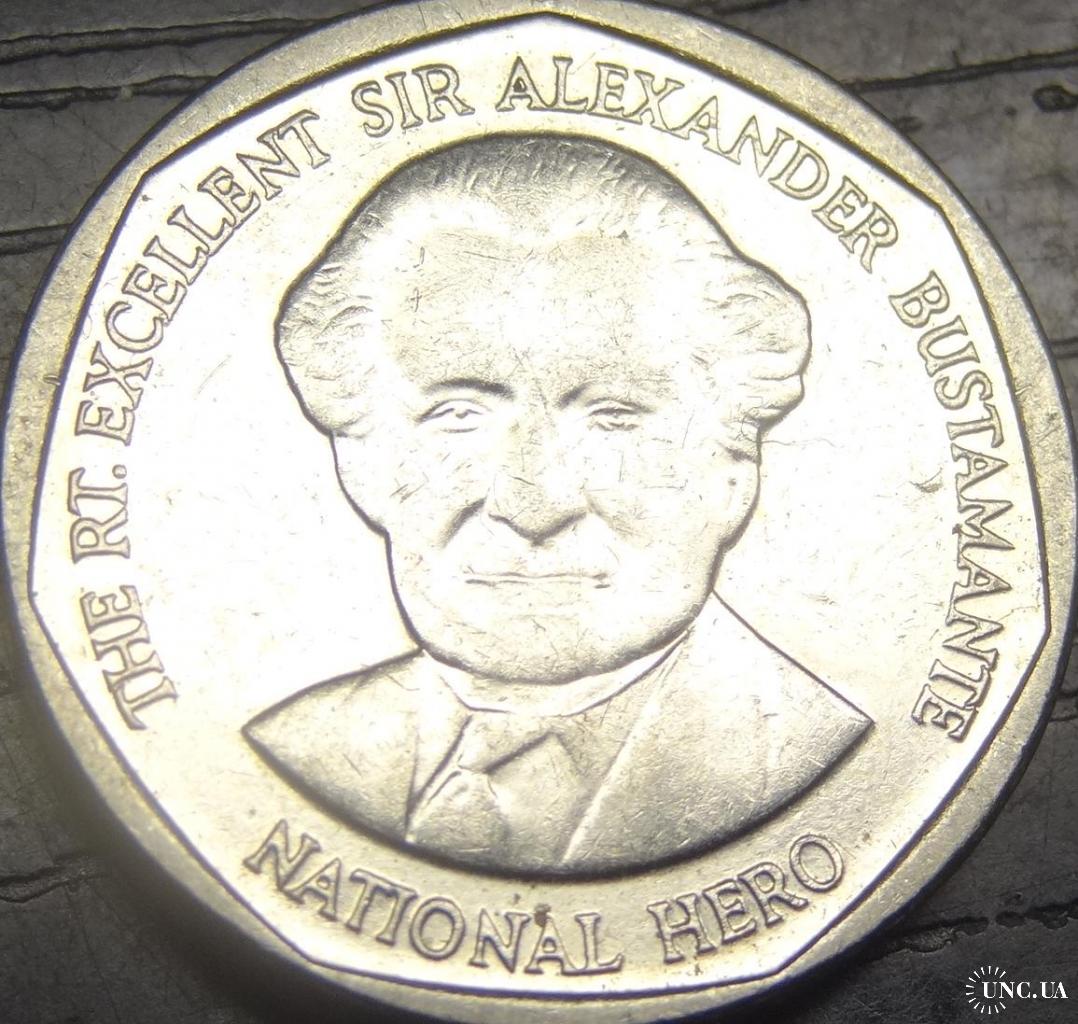 THE RT. EXCELLENT SIR ALEXANDER BUSTAMANTE
NATIONAL HERO
UNC.UA